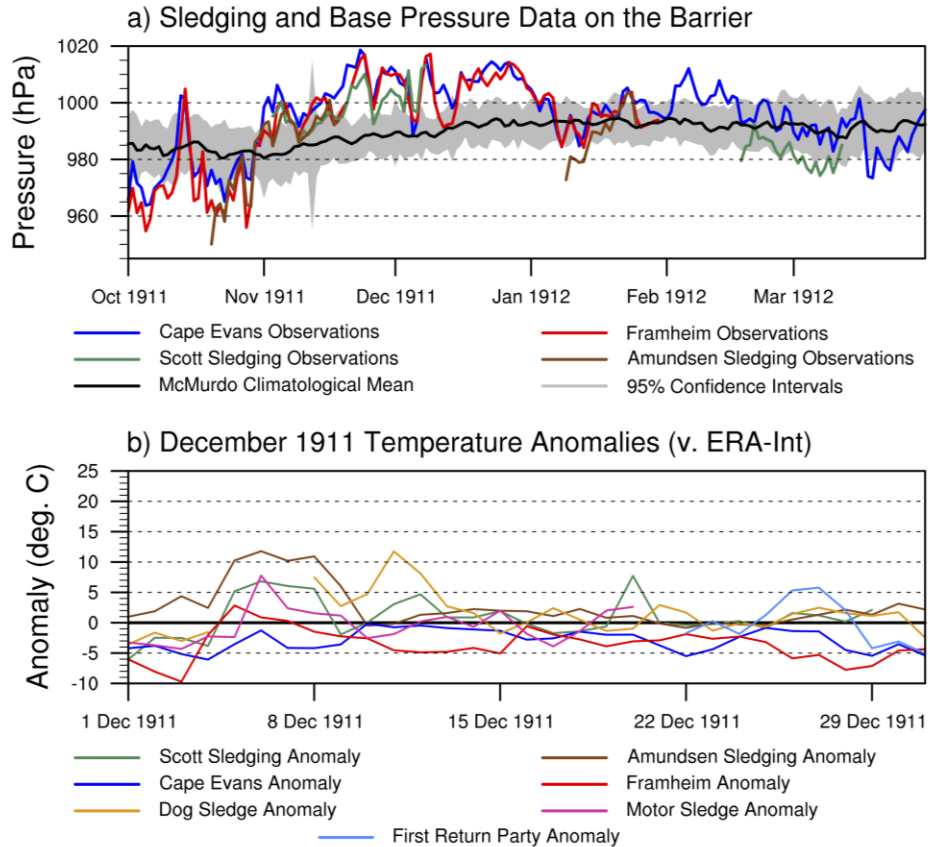 a) Sledging and Base Pressure Data on the Barrier
Pressure (hPa)
1020
1000
980
960
Oct 1911 Nov 1911 Dec 1911 Jan 1912 Feb 1912 Mar 1912
Cape Evans Observations Framheim Observations
Scott Sledging Observations Amundsen Sledging Observations
McMurdo Climatological Mean 95% Confidence Intervals
b) December 1911 Temperature Anomalies (v. ERA-Int)
Anomaly (deg. C)
25
20
15
10
5
0
-5
-10
1 Dec 1911 8 Dec 1911 15 Dec 1911 22 Dec 1911 29 Dec 1911
Scott Sledging Anomaly Amundsen Sledging Anomaly
Cape Evans Anomaly Framheim Anomaly
Dog Sledge Anomaly Motor Sledge Anomaly
First Return Party Anomaly